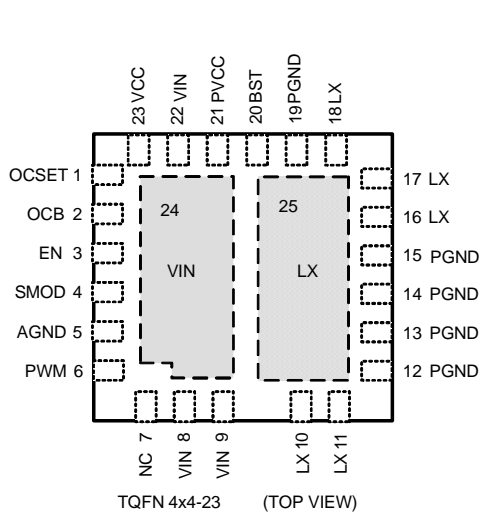 23 VCC
22 VIN
21 PVCC
20 BST
19 PGND
18 LX
OCSET 1
OCB 2
EN 3
SMOD 4
AGND 5
PWM 6
24
VIN
25
LX
17 LX
16 LX
15 PGND
14 PGND
13 PGND
12 PGND
NC 7
VIN 8
VIN 9
LX 10
LX 11
TQFN 4x4-23 (TOP VIEW)